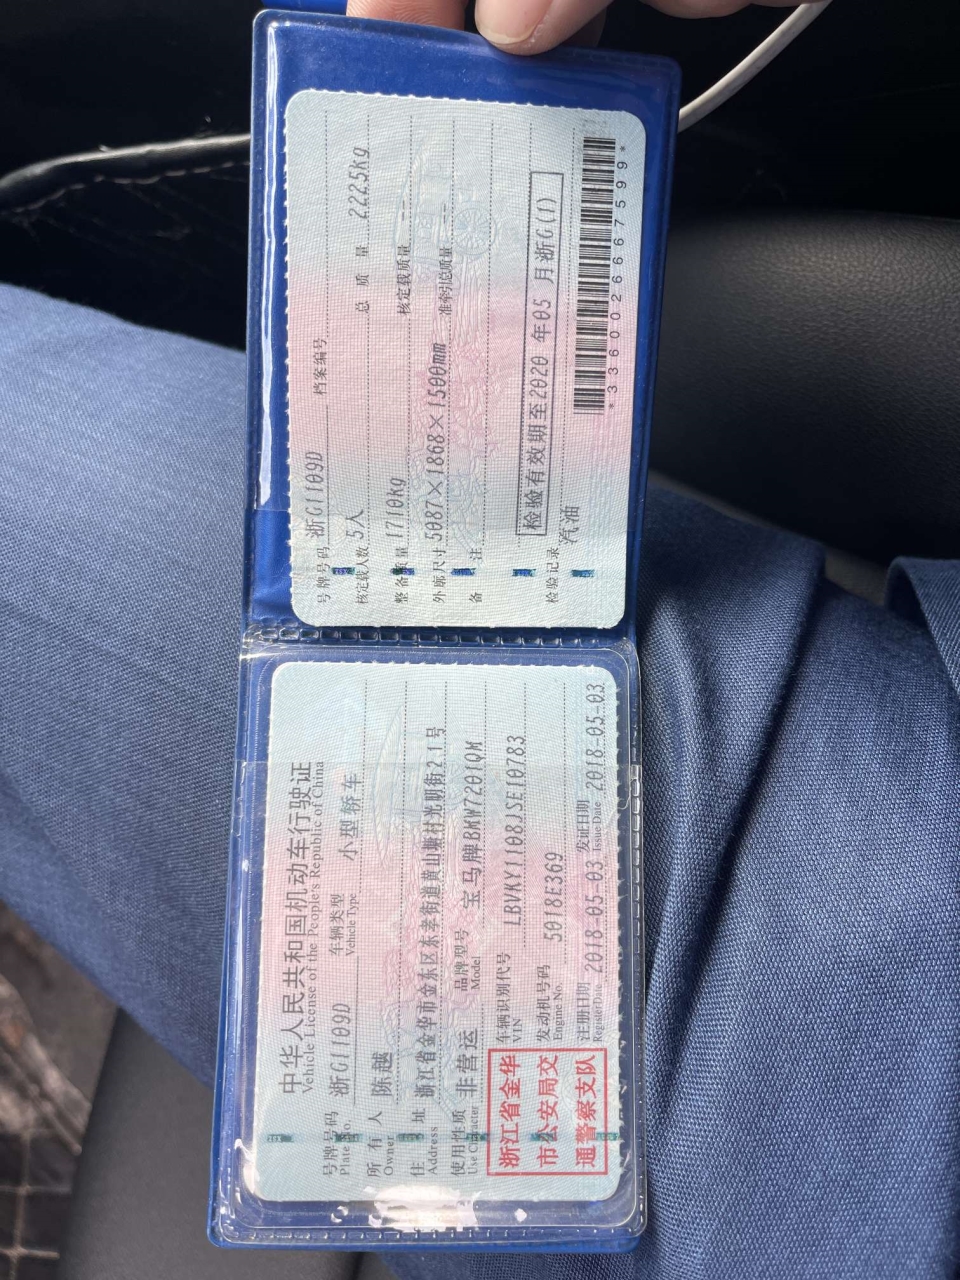 中华人民共和国机动车行驶证
Vehicle License of the People's Republic of China
号牌号码 浙G1109D 车辆类型 小型轿车
Plate No. Vehicle Type
所有人 陈越
Owner
住址 浙江省金华市金东区东孝街道黄山塘村光明街2.1号
Address
使用性质 非营运 品牌型号 宝马牌BMW7201QM
Use Character Model
浙江省金华
市公安局交
通警察支队
车辆识别代号 LBVKY1108JSE10783
VIN
发动机号码 5018E369
Engine No.
注册日期 2018-05-03 发证日期 2018-05-03
Register Date Issue Date
号牌号码 浙G1109D 档案编号
核定载人数 5人 总质量 2225kg
整备质量 1710kg 核定载质量
外廓尺寸 5087×1868×1500mm 准牵引总质量
备注
检验有效期至2020 年05 月浙G(1)
检验记录 汽油
*3360026667599*